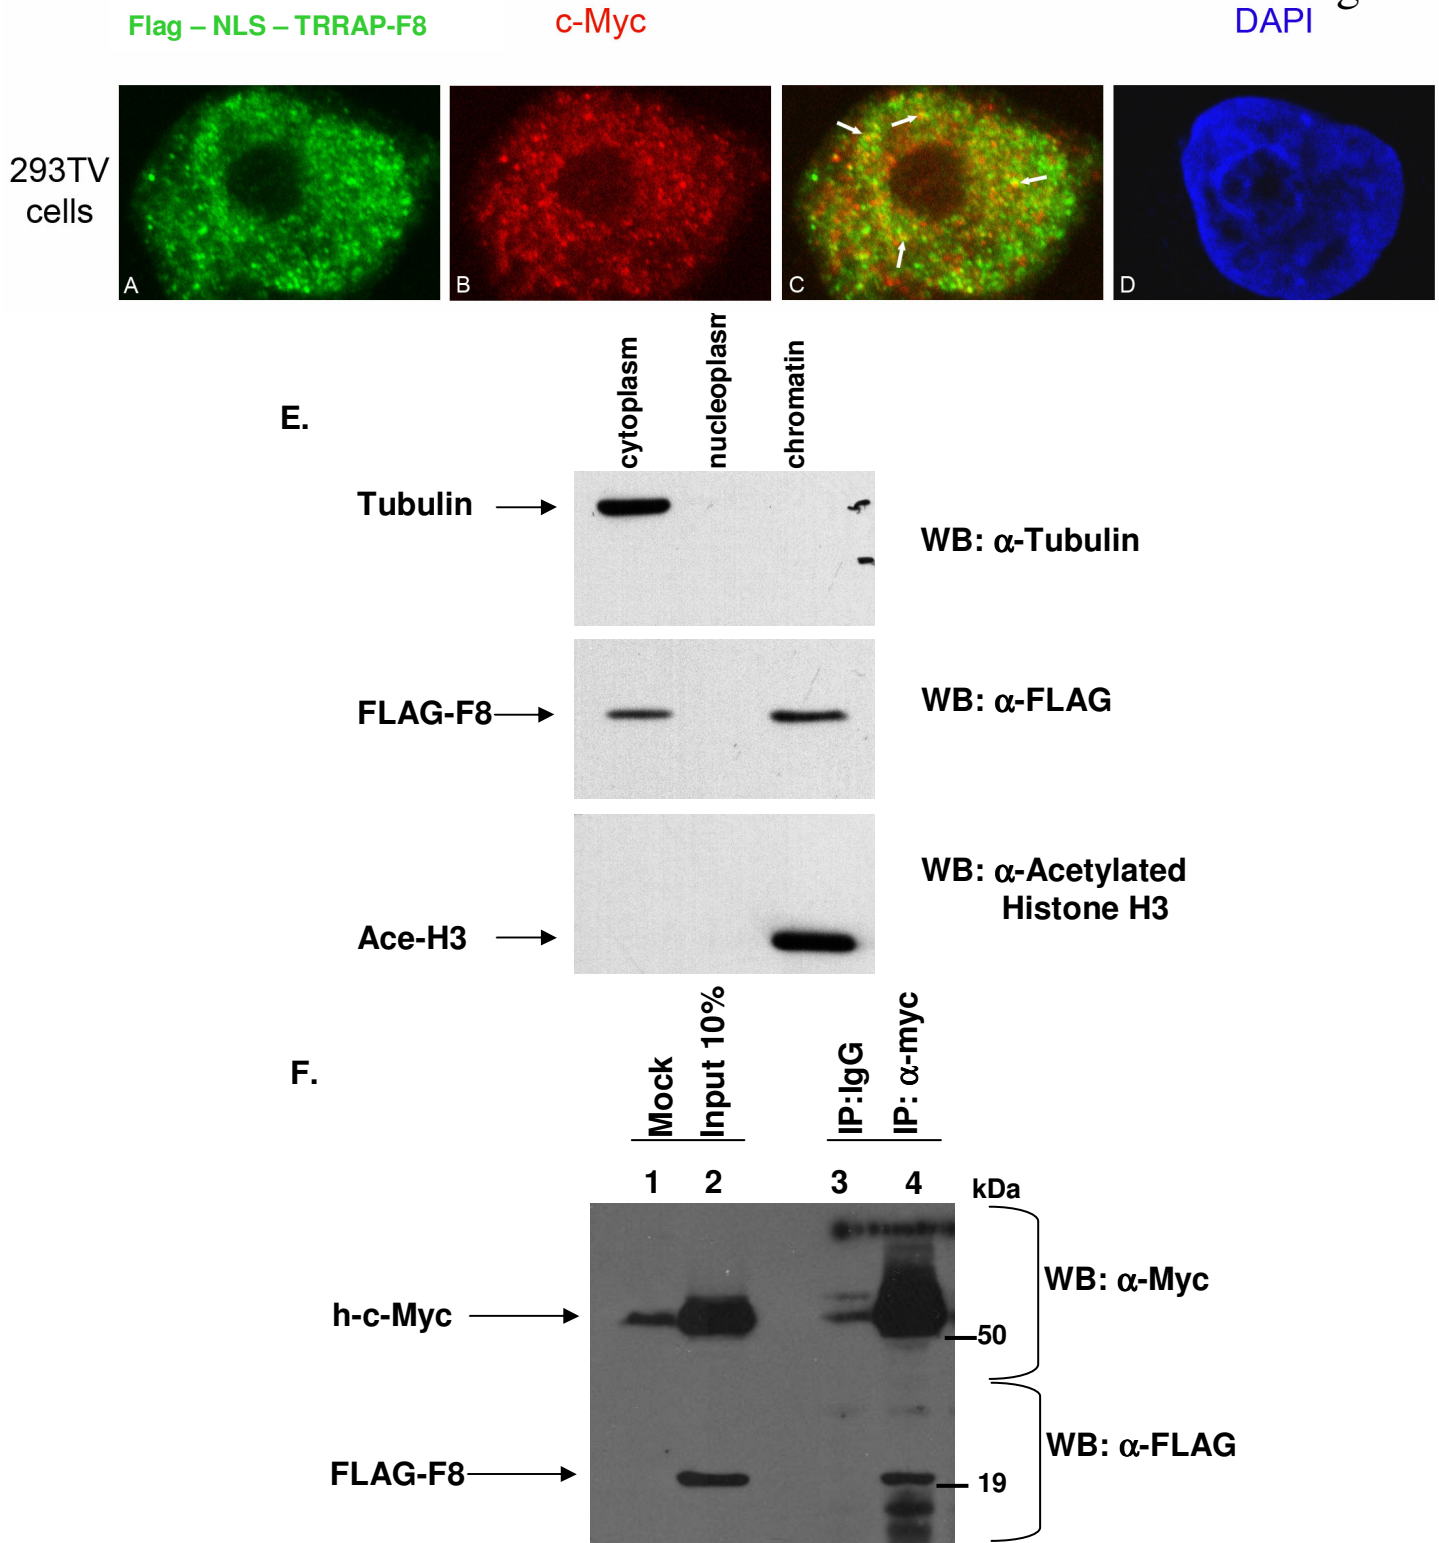 Flag – NLS – TRRAP-F8
c-Myc
DAPI
293TV
cells
A
B
C
D
E.
cytoplasm
chromatin
Tubulin
WB: α-Tubulin
FLAG-F8
WB: α-FLAG
WB: α-Acetylated
Histone H3
Ace-H3
F.
Mock
Input 10%
IP:IgG
IP: α-myc
1
2
3
4
kDa
WB: α-Myc
h-c-Myc
50
WB: α-FLAG
FLAG-F8
19